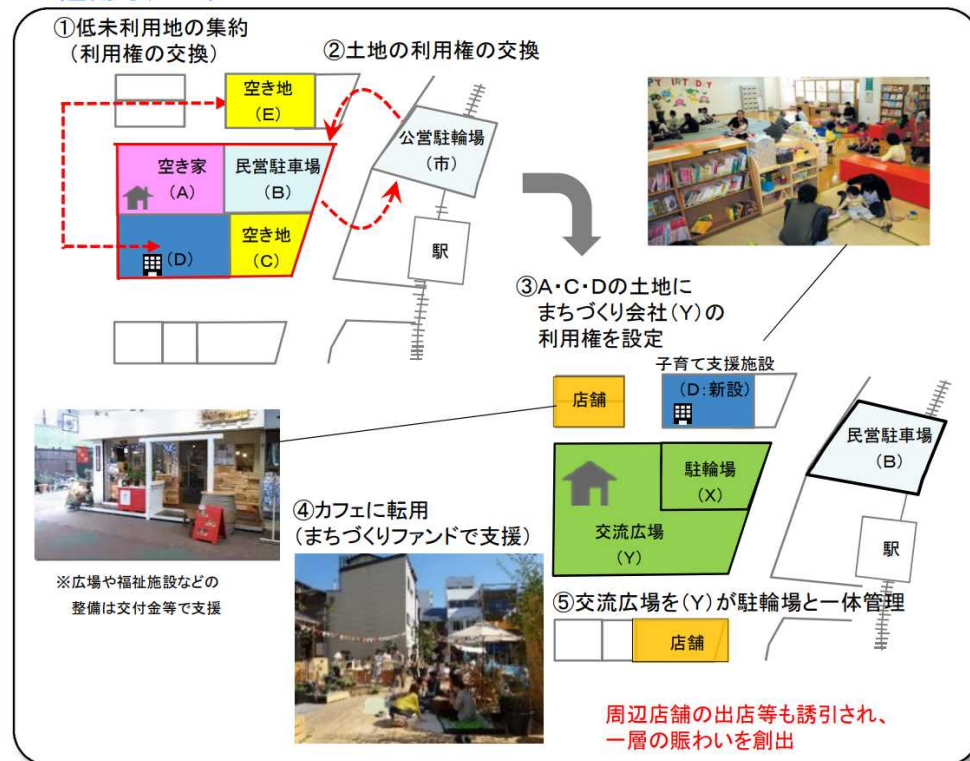 ①低未利用地の集約
(利用権の交換)
②土地の利用権の交換
空き地
(E)
公営駐輪場
(市)
空き家
(A)
民営駐車場
(B)
(D)
空き地
(C)
駅
③A・C・Dの土地に
まちづくり会社(Y)の
利用権を設定
子育て支援施設
(D:新設)
店舗
民営駐車場
(B)
駐輪場
(X)
交流広場
(Y)
駅
④カフェに転用
(まちづくりファンドで支援)
※広場や福祉施設などの
整備は交付金等で支援
⑤交流広場を(Y)が駐輪場と一体管理
店舗
周辺店舗の出店等も誘引され、
一層の賑わいを創出